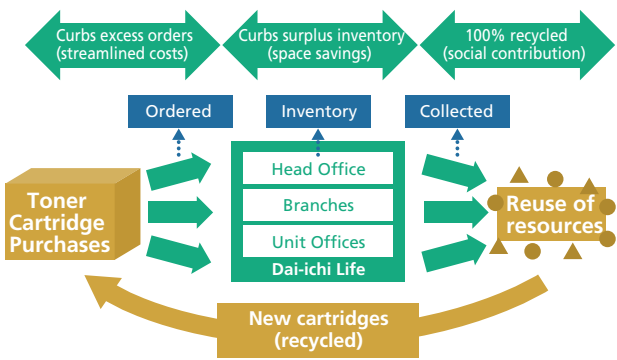 Curbs excess orders
(streamlined costs)
Curbs surplus inventory
(space savings)
100% recycled
(social contribution)
Ordered
Inventory
Collected
Toner
Cartridge
Purchases
Head Office
Branches
Unit Offices
Dai-ichi Life
Reuse of
resources
New cartridges
(recycled)